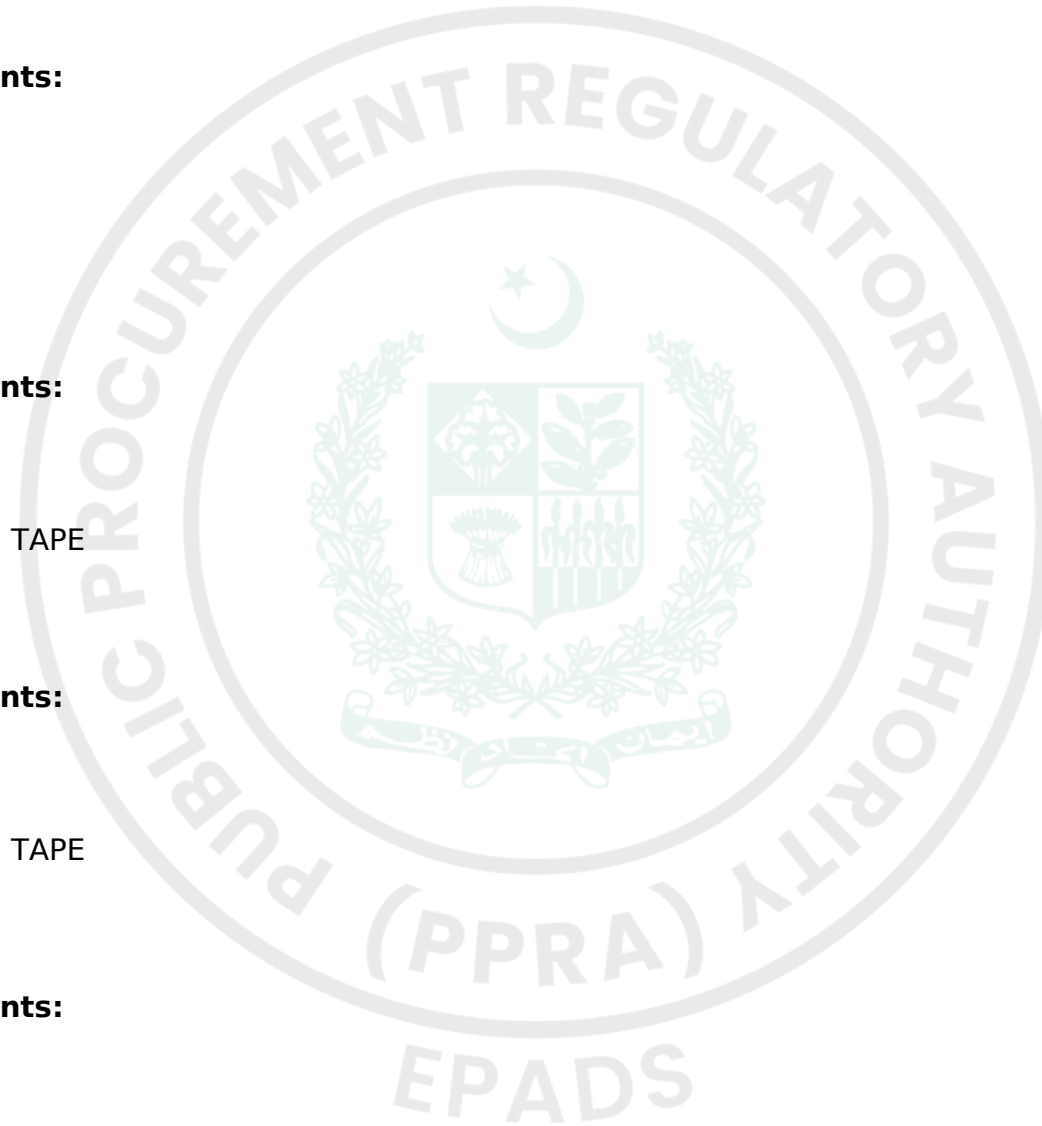 nts:
nts:
TAPE
nts:
TAPE
nts:
PUBLIC PROCUREMENT REGULATORY AUTHORITY
(PPRA)
EPADS